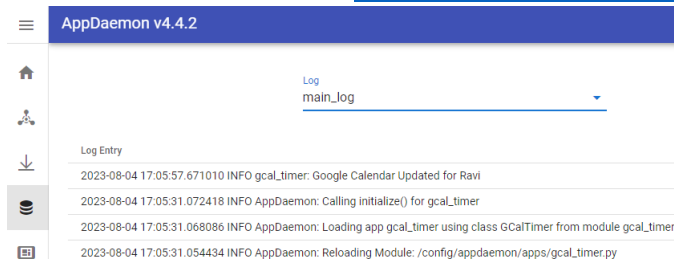 AppDaemon v4.4.2
Log
main_log
Log Entry
2023-08-04 17:05:57.671010 INFO gcal_timer: Google Calendar Updated for Ravi
2023-08-04 17:05:31.072418 INFO AppDaemon: Calling initialize() for gcal_timer
2023-08-04 17:05:31.068086 INFO AppDaemon: Loading app gcal_timer using class GCalTimer from module gcal_timer
2023-08-04 17:05:31.054434 INFO AppDaemon: Reloading Module: /config/appdaemon/apps/gcal_timer.py